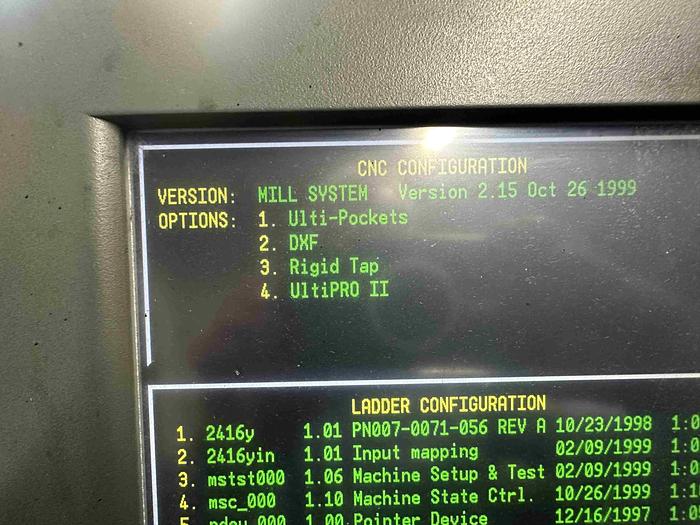 CNC CONFIGURATION
VERSION: MILL SYSTEM Version 2.15 Oct 26 1999
OPTIONS: 1. Ulti-Pockets
2. DXF
3. Rigid Tap
4. UltiPRO II
LADDER CONFIGURATION
1. 2416y 1.01 PN007-0071-056 REV A 10/23/1998
2. 2416yin 1.01 Input mapping 02/09/1999
3. mstst000 1.06 Machine Setup & Test 02/09/1999
4. msc_000 1.10 Machine State Ctrl. 10/26/1999
5. 1.00 Pointer Device 12/16/1997